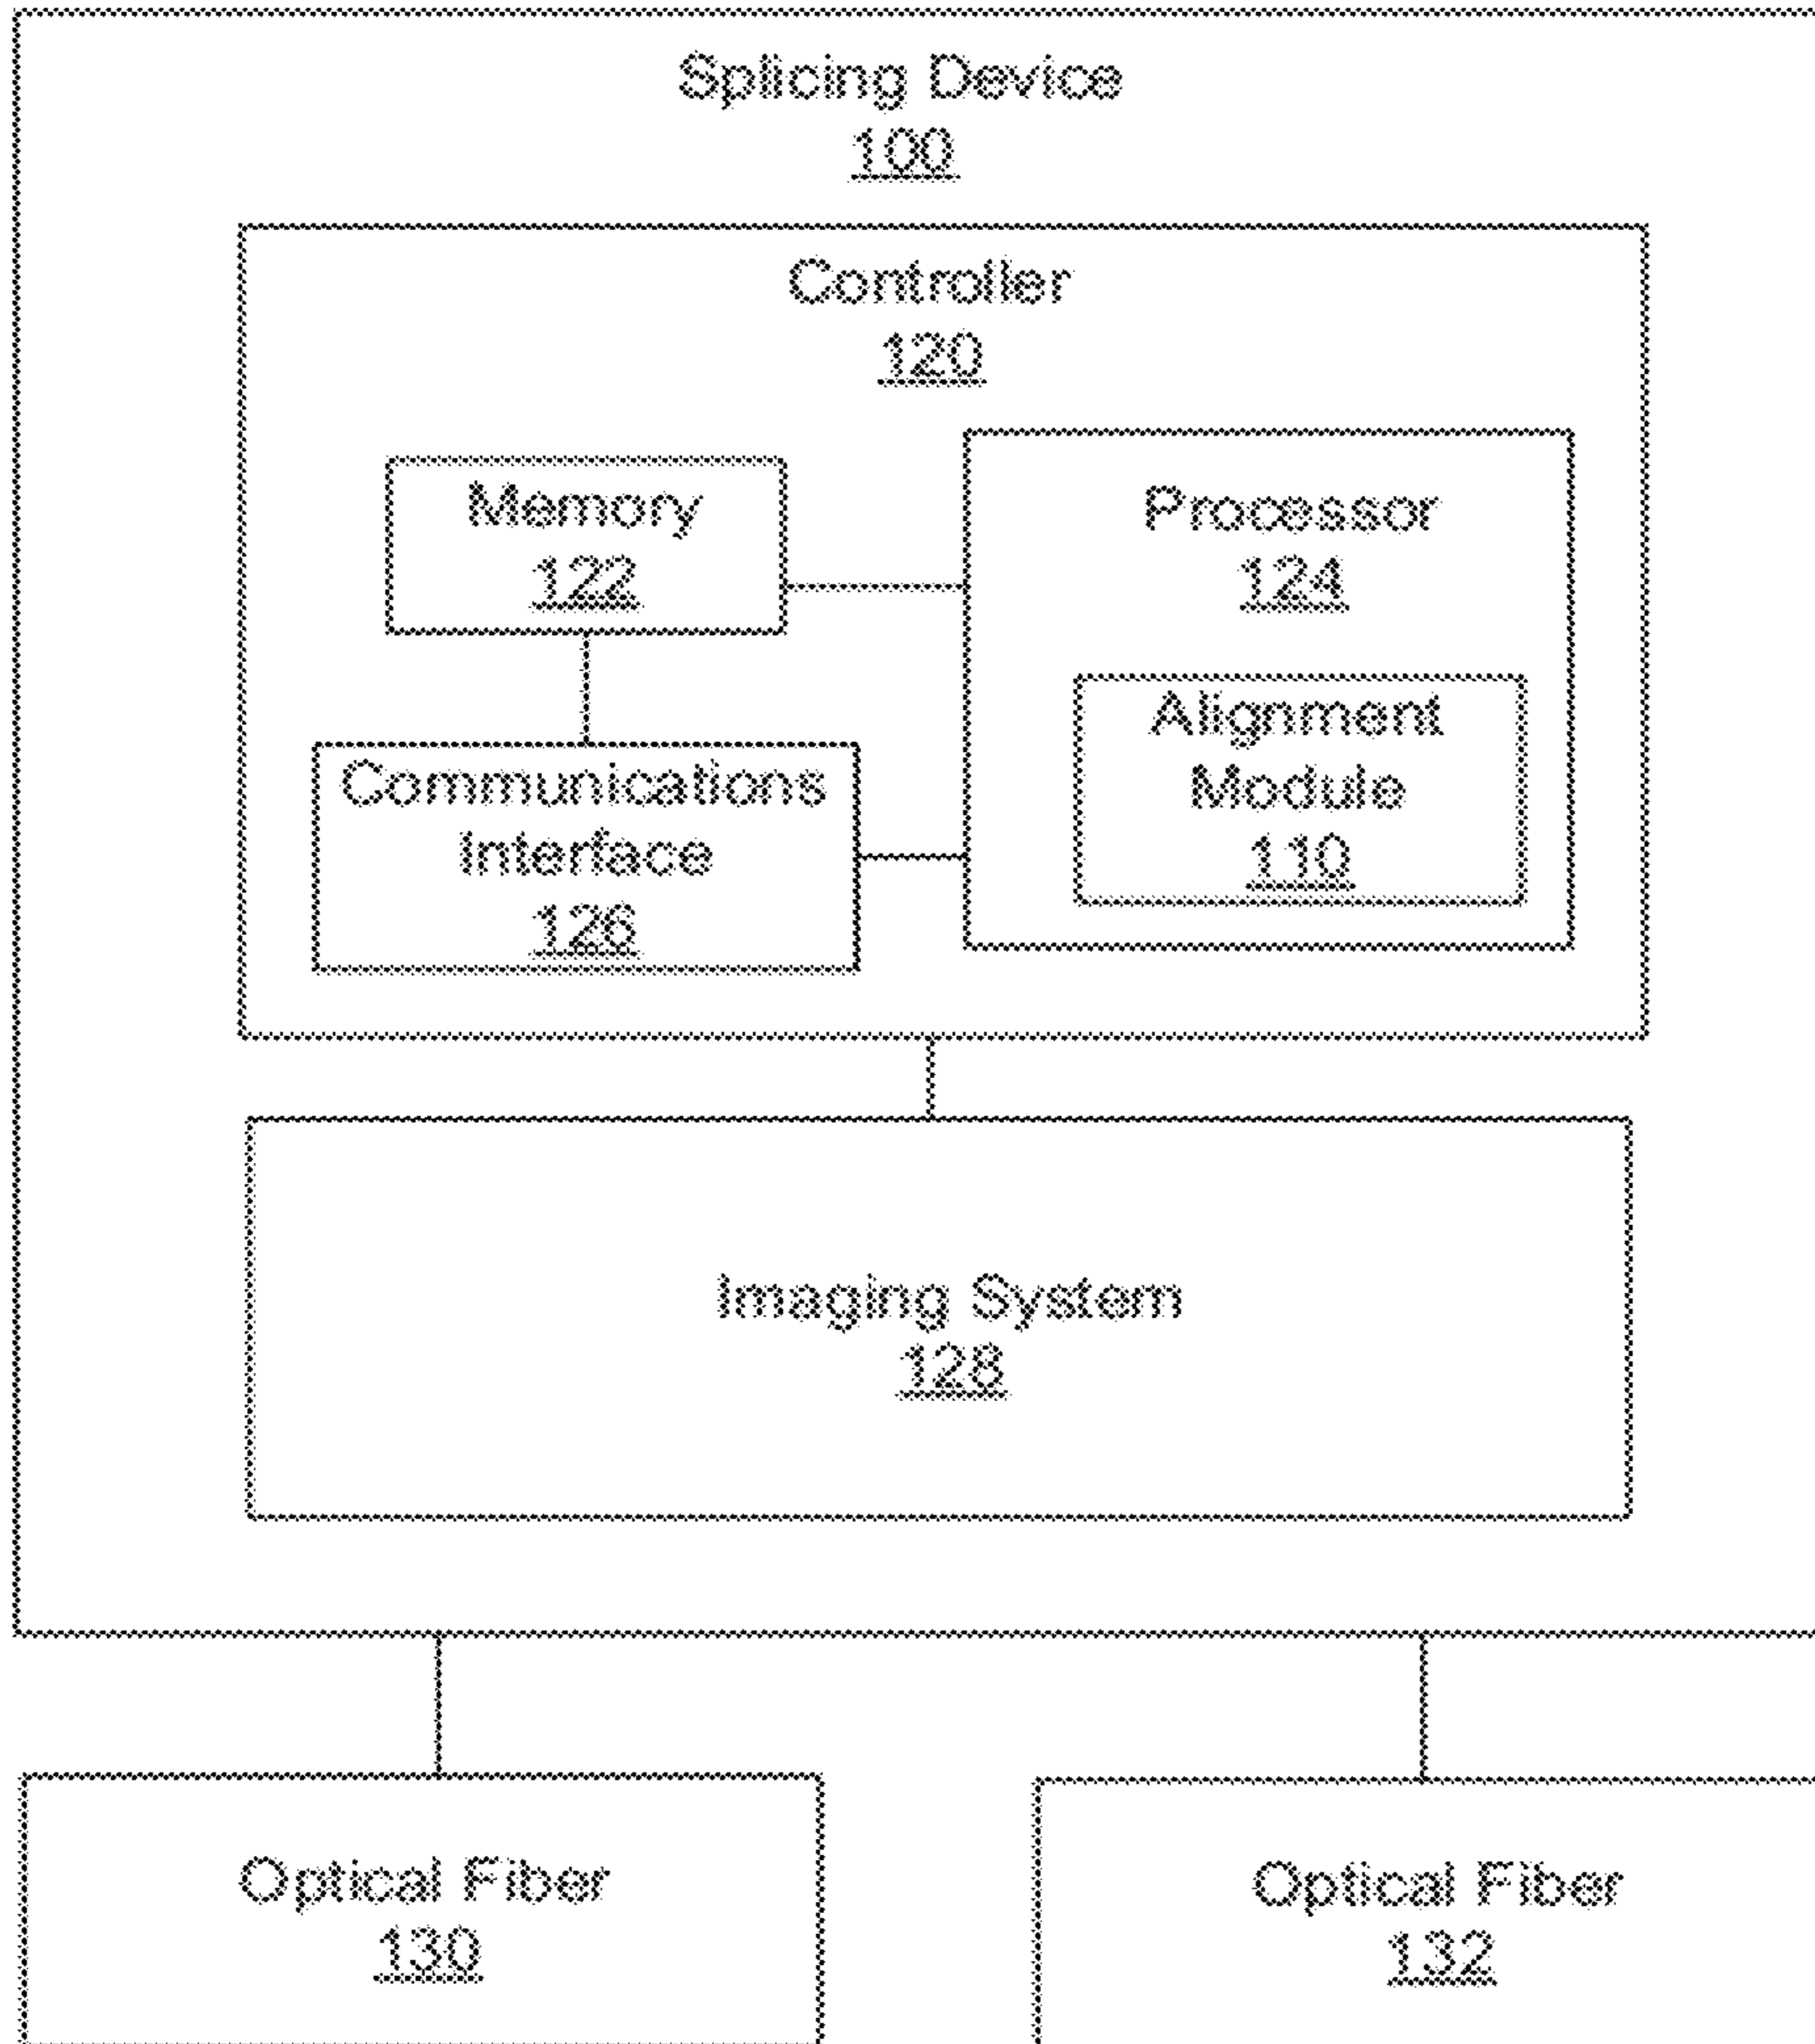 Splicing Device
100
Controller
120
Memory
122
Processor
124
Alignment
Module
110
Communications
Interface
126
Imaging System
128
Optical Fiber
130
Optical Fiber
132